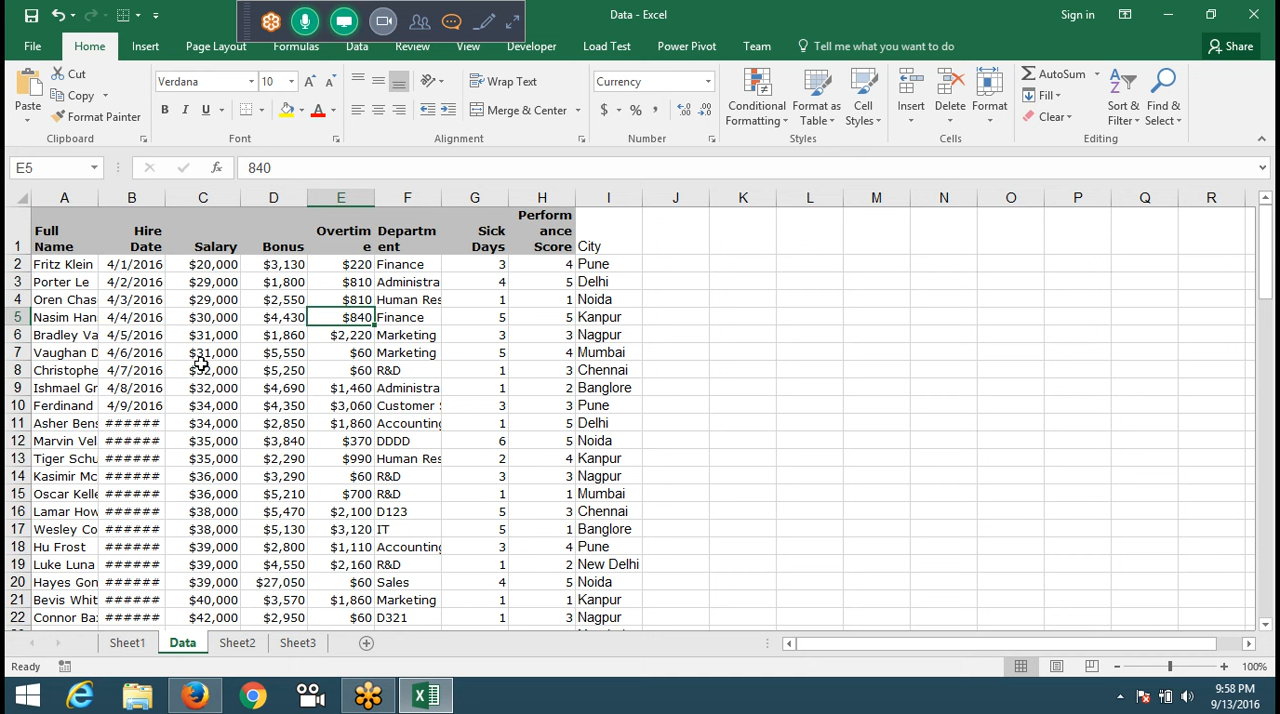 Data - Excel
Sign in
File Home Insert Page Layout Formulas Data Review View Developer Load Test Power Pivot Team Tell me what you want to do Share
Paste
Cut
Copy
Format Painter
Clipboard
Verdana 10
B I U
Font
Wrap Text
Merge & Center
Alignment
Currency
$ % ,
Number
Conditional Formatting
Format as Table
Cell Styles
Styles
Insert Delete Format
Cells
AutoSum
Fill
Clear
Sort & Filter
Find & Select
Editing
E5 fx 840
A B C D E F G H I J K L M N O P Q R
1 Full Name Hire Date Salary Bonus Overtim e Departm ent Sick Days Perform ance Score City
2 Fritz Klein 4/1/2016 $20,000 $3,130 $220 Finance 3 4 Pune
3 Porter Le 4/2/2016 $29,000 $1,800 $810 Administra 4 5 Delhi
4 Oren Chas 4/3/2016 $29,000 $2,550 $810 Human Res 1 1 Noida
5 Nasim Han 4/4/2016 $30,000 $4,430 $840 Finance 5 5 Kanpur
6 Bradley Va 4/5/2016 $31,000 $1,860 $2,220 Marketing 3 3 Nagpur
7 Vaughan D 4/6/2016 $31,000 $5,550 $60 Marketing 5 4 Mumbai
8 Christophe 4/7/2016 $32,000 $5,250 $60 R&D 1 3 Chennai
9 Ishmael Gr 4/8/2016 $32,000 $4,690 $1,460 Administra 1 2 Banglore
10 Ferdinand 4/9/2016 $34,000 $4,350 $3,060 Customer 3 3 Pune
11 Asher Bens ###### $34,000 $2,850 $1,860 Accounting 1 5 Delhi
12 Marvin Vel ###### $35,000 $3,840 $370 DDDD 6 5 Noida
13 Tiger Schu ###### $35,000 $2,290 $990 Human Res 2 4 Kanpur
14 Kasimir Mc ###### $36,000 $3,290 $60 R&D 3 3 Nagpur
15 Oscar Kelle ###### $36,000 $5,210 $700 R&D 1 1 Mumbai
16 Lamar How ###### $38,000 $5,470 $2,100 D123 5 3 Chennai
17 Wesley Co ###### $38,000 $5,130 $3,120 IT 5 1 Banglore
18 Hu Frost ###### $39,000 $2,800 $1,110 Accounting 3 4 Pune
19 Luke Luna ###### $39,000 $4,550 $2,160 R&D 1 2 New Delhi
20 Hayes Gon ###### $39,000 $27,050 $60 Sales 4 5 Noida
21 Bevis Whit ###### $40,000 $3,570 $1,860 Marketing 1 1 Kanpur
22 Connor Ba ###### $42,000 $2,950 $60 D321 1 3 Nagpur
Sheet1 Data Sheet2 Sheet3
Ready 100%
9:58 PM
9/13/2016